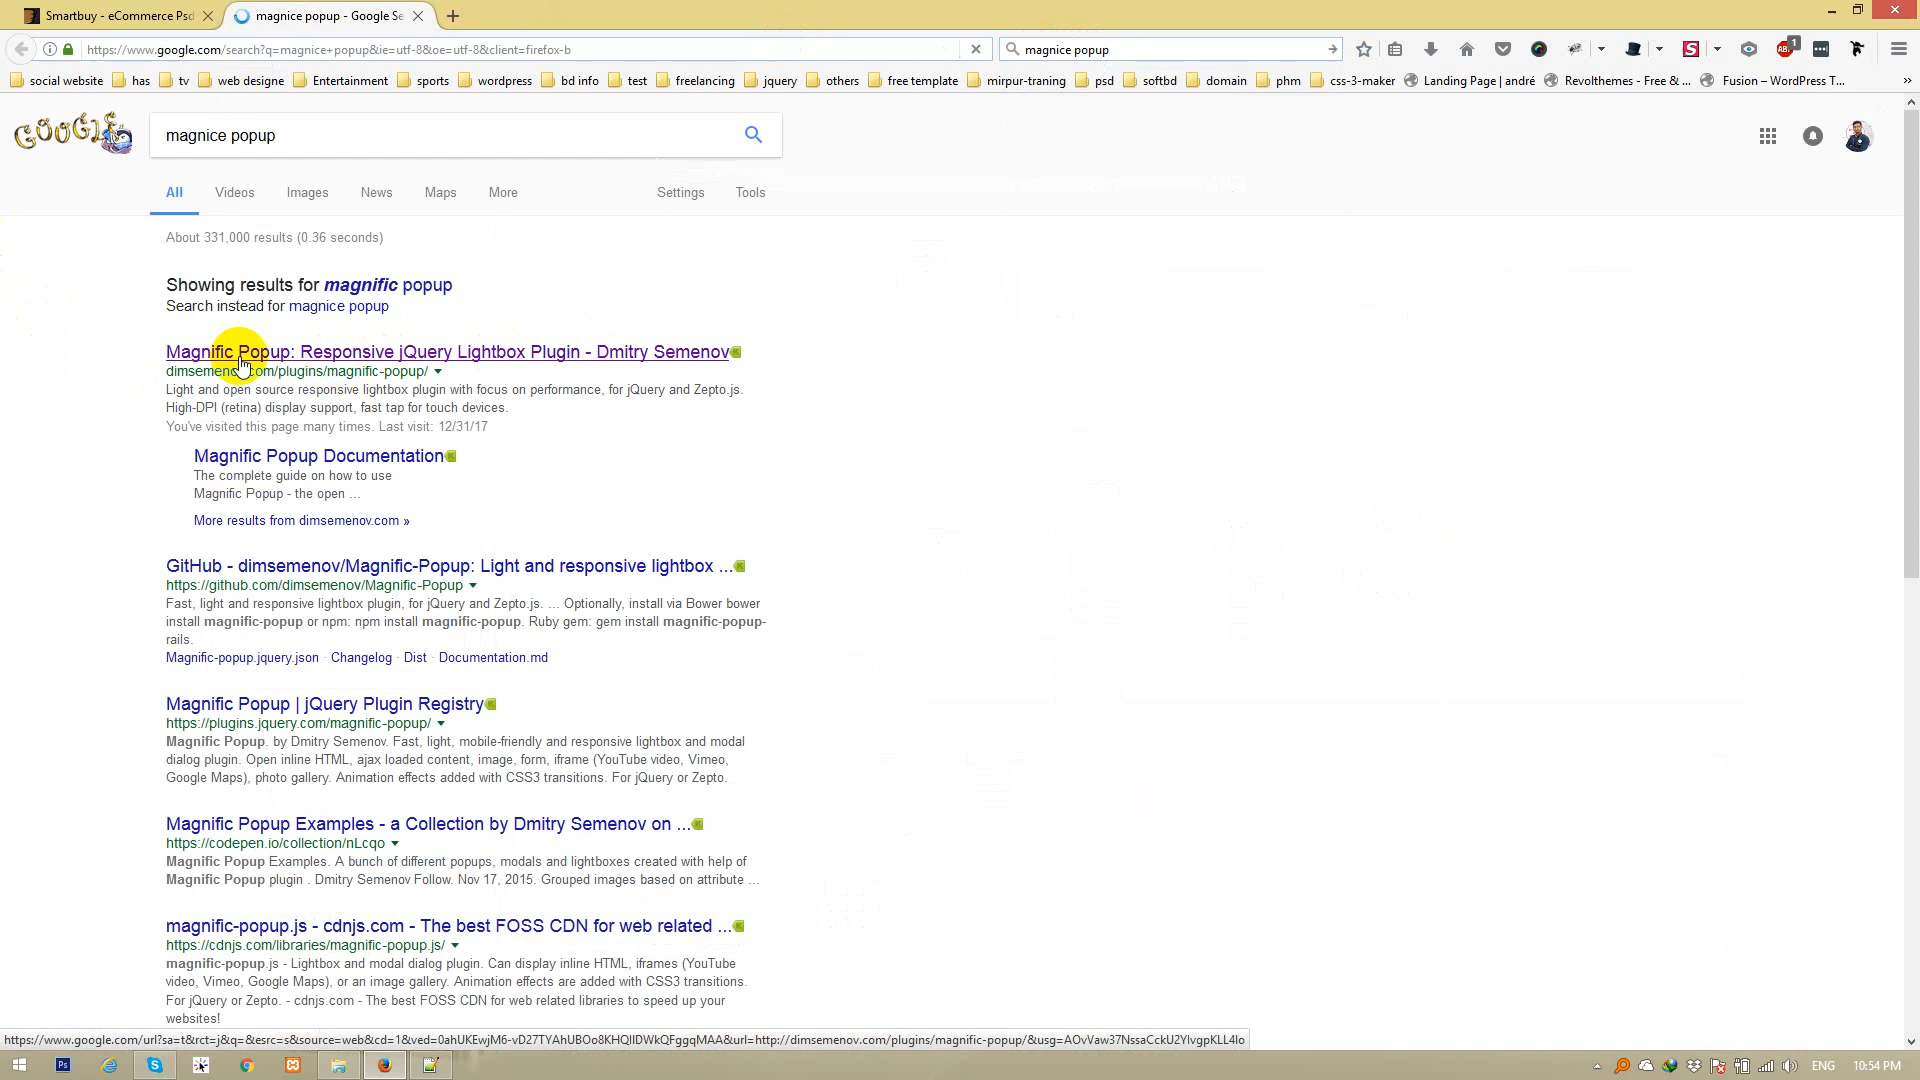 Smartbuy - eCommerce Psd
magnice popup - Google Se
https://www.google.com/search?q=magnice+popup&ie=utf-8&oe=utf-8&client=firefox-b
magnice popup
1
social website
has
tv
web designe
Entertainment
sports
wordpress
bd info
test
freelancing
jquery
others
free template
mirpur-traning
psd
softbd
domain
phm
css-3-maker
Landing Page | andré
Revolthemes - Free & ...
Fusion – WordPress T...
magnice popup
All
Videos
Images
News
Maps
More
Settings
Tools
About 331,000 results (0.36 seconds)
Showing results for magnific popup
Search instead for magnice popup
Magnific Popup: Responsive jQuery Lightbox Plugin - Dmitry Semenov
dimsemenov.com/plugins/magnific-popup/
Light and open source responsive lightbox plugin with focus on performance, for jQuery and Zepto.js.
High-DPI (retina) display support, fast tap for touch devices.
You've visited this page many times. Last visit: 12/31/17
Magnific Popup Documentation
The complete guide on how to use
Magnific Popup - the open ...
More results from dimsemenov.com »
GitHub - dimsemenov/Magnific-Popup: Light and responsive lightbox ...
https://github.com/dimsemenov/Magnific-Popup
Fast, light and responsive lightbox plugin, for jQuery and Zepto.js. ... Optionally, install via Bower bower
install magnific-popup or npm: npm install magnific-popup. Ruby gem: gem install magnific-popup-
rails.
Magnific-popup.jquery.json · Changelog · Dist · Documentation.md
Magnific Popup | jQuery Plugin Registry
https://plugins.jquery.com/magnific-popup/
Magnific Popup. by Dmitry Semenov. Fast, light, mobile-friendly and responsive lightbox and modal
dialog plugin. Open inline HTML, ajax loaded content, image, form, iframe (YouTube video, Vimeo,
Google Maps), photo gallery. Animation effects added with CSS3 transitions. For jQuery or Zepto.
Magnific Popup Examples - a Collection by Dmitry Semenov on ...
https://codepen.io/collection/nLcqo
Magnific Popup Examples. A bunch of different popups, modals and lightboxes created with help of
Magnific Popup plugin . Dmitry Semenov Follow. Nov 17, 2015. Grouped images based on attribute ...
magnific-popup.js - cdnjs.com - The best FOSS CDN for web related ...
https://cdnjs.com/libraries/magnific-popup.js/
magnific-popup.js - Lightbox and modal dialog plugin. Can display inline HTML, iframes (YouTube
video, Vimeo, Google Maps), or an image gallery. Animation effects are added with CSS3 transitions.
For jQuery or Zepto. - cdnjs.com - The best FOSS CDN for web related libraries to speed up your
websites!
ENG
10:54 PM